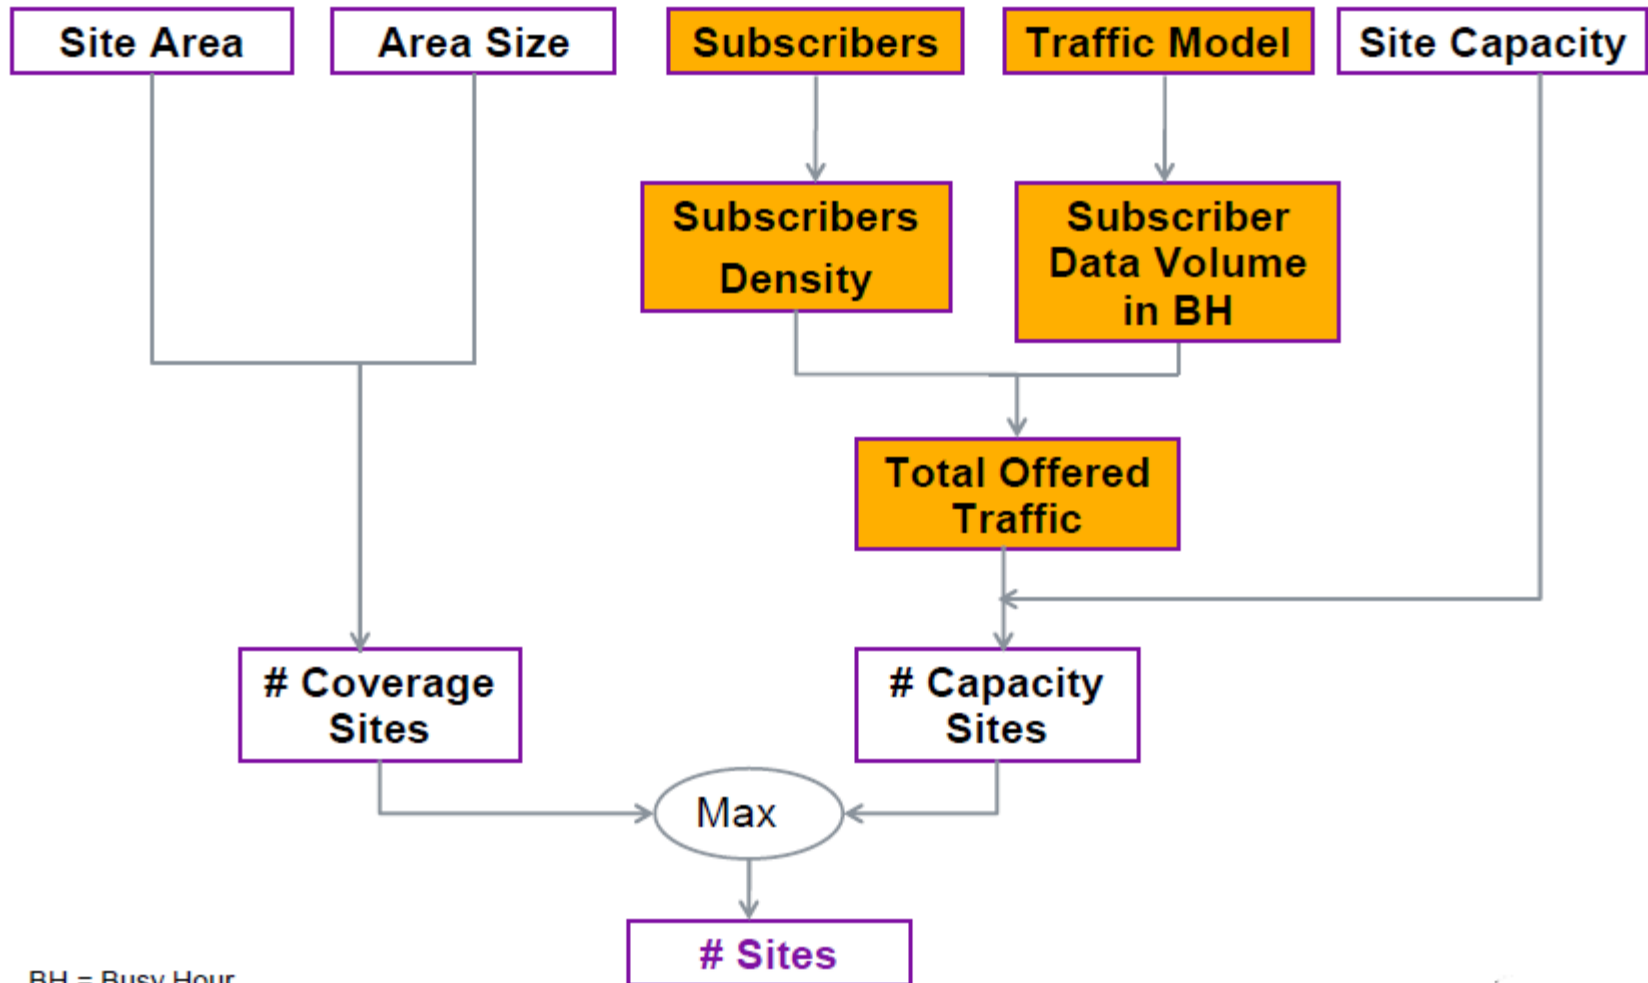 Site Area
Area Size
Subscribers
Traffic Model
Site Capacity
Subscribers
Density
Subscriber
Data Volume
in BH
Total Offered
Traffic
# Coverage
Sites
# Capacity
Sites
Max
# Sites
BH = Busy Hour